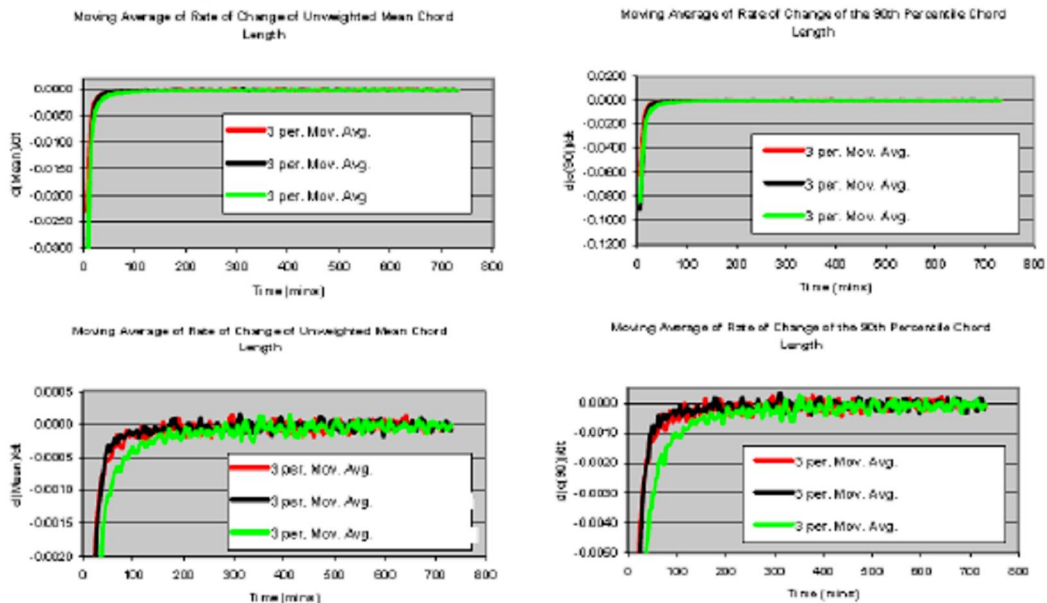 Moving Average of Rate of Change of Unweighted Mean Chord
Length
d(Mean)/dt
0.0000
-0.0050
-0.0100
-0.0150
-0.0200
-0.0250
-0.0300
3 per. Mov. Avg.
3 per. Mov. Avg.
3 per. Mov. Avg.
0 100 200 300 400 500 600 700 800
Time (mins)
Moving Average of Rate of Change of the 90th Percentile Chord
Length
0.0200
0.0000
-0.0200
-0.0400
-0.0600
-0.0800
-0.1000
-0.1200
3 per. Mov. Avg.
3 per. Mov. Avg.
3 per. Mov. Avg.
0 100 200 300 400 500 600 700 800
Time (mins)
Moving Average of Rate of Change of Unweighted Mean Chord
Length
d(Mean)/dt
0.0005
0.0000
-0.0005
-0.0010
-0.0015
-0.0020
3 per. Mov. Avg.
3 per. Mov. Avg.
3 per. Mov. Avg.
0 100 200 300 400 500 600 700 800
Time (mins)
Moving Average of Rate of Change of the 90th Percentile Chord
Length
0.0000
-0.0010
-0.0020
-0.0030
-0.0040
-0.0050
3 per. Mov. Avg.
3 per. Mov. Avg.
3 per. Mov. Avg.
0 100 200 300 400 500 600 700 800
Time (mins)